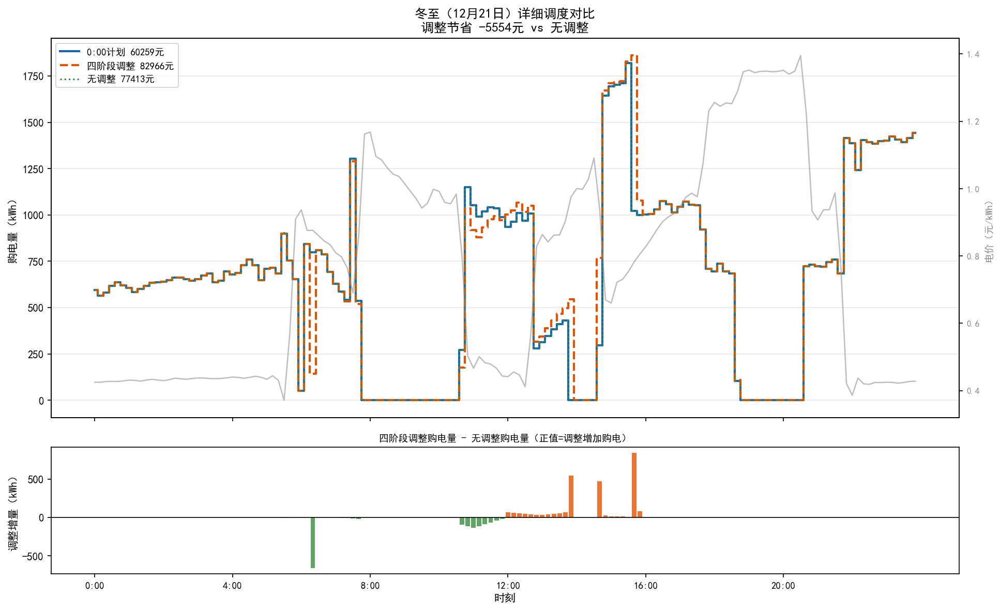 冬至（12月21日）详细调度对比
调整节省 -5554元 vs 无调整
0:00计划 60259元
四阶段调整 82966元
无调整 77413元
购电量（kWh）
1750
1500
1250
1000
750
500
250
0
1.4
1.2
1.0
0.8
0.6
0.4
电价（元/kWh）
四阶段调整购电量 - 无调整购电量（正值=调整增加购电）
调整增量（kWh）
500
0
−500
0:00
4:00
8:00
12:00
16:00
20:00
时刻